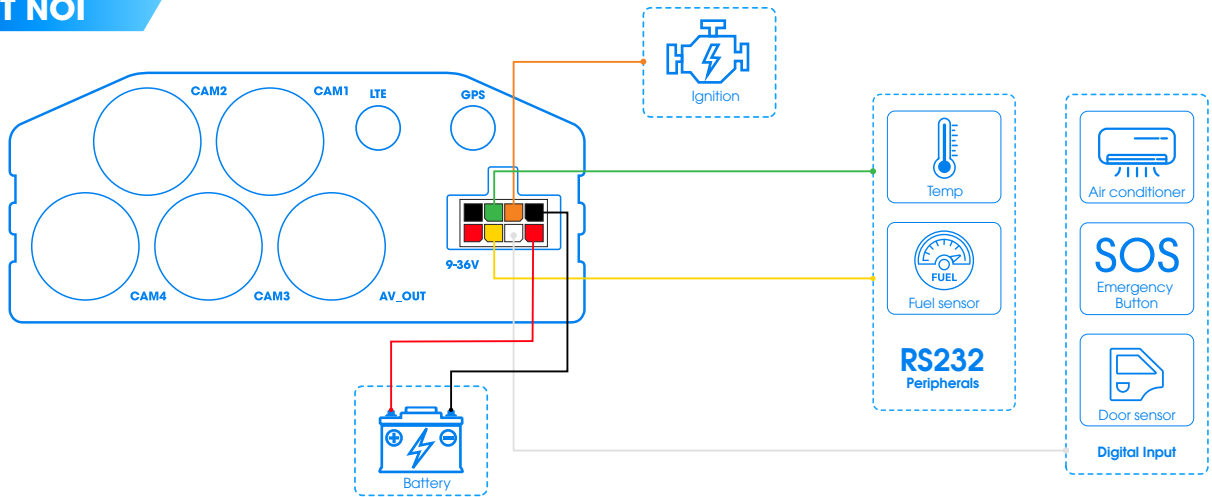 T NOI
Ignition
CAM2
CAM1
LTE
GPS
Temp
Air conditioner
9-36V
FUEL
Fuel sensor
SOS
Emergency
Button
CAM4
CAM3
AV_OUT
RS232
Peripherals
Door sensor
Digital Input
Battery